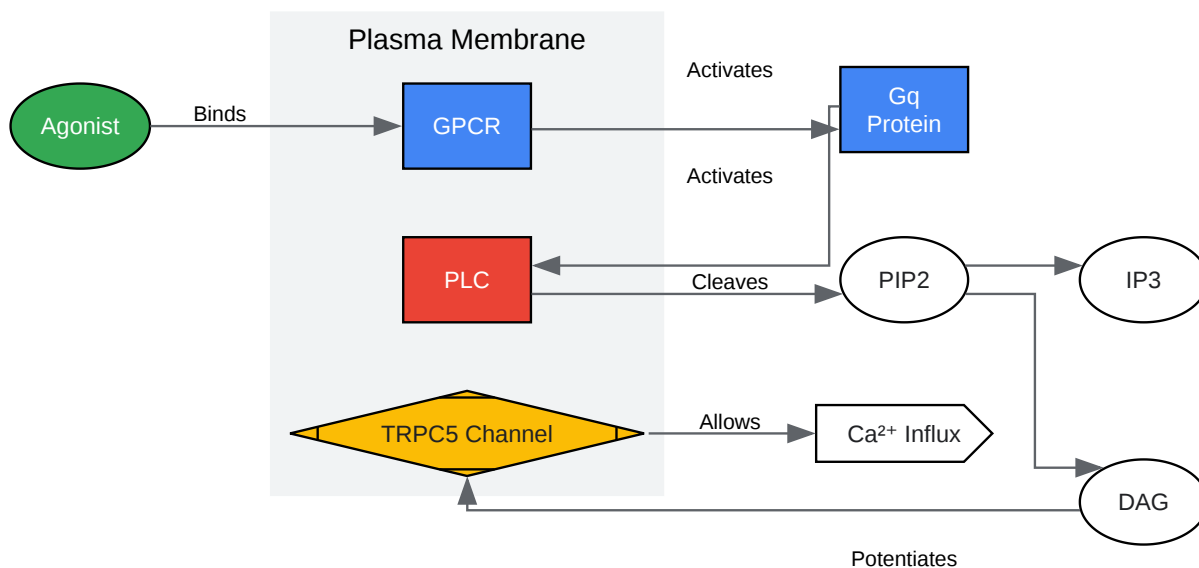 Plasma Membrane
Agonist
Binds
GPCR
Activates
Gq
Protein
Activates
PLC
Cleaves
PIP2
IP3
TRPC5 Channel
Allows
Ca²⁺ Influx
DAG
Potentiates